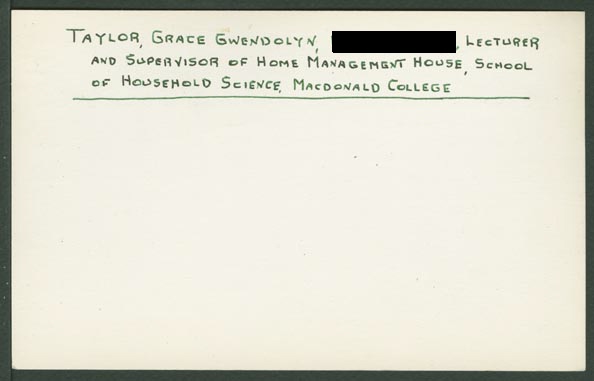 TAYLOR, GRACE GWENDOLYN, , LECTURER
AND SUPERVISOR OF HOME MANAGEMENT HOUSE, SCHOOL
OF HOUSEHOLD SCIENCE, MACDONALD COLLEGE